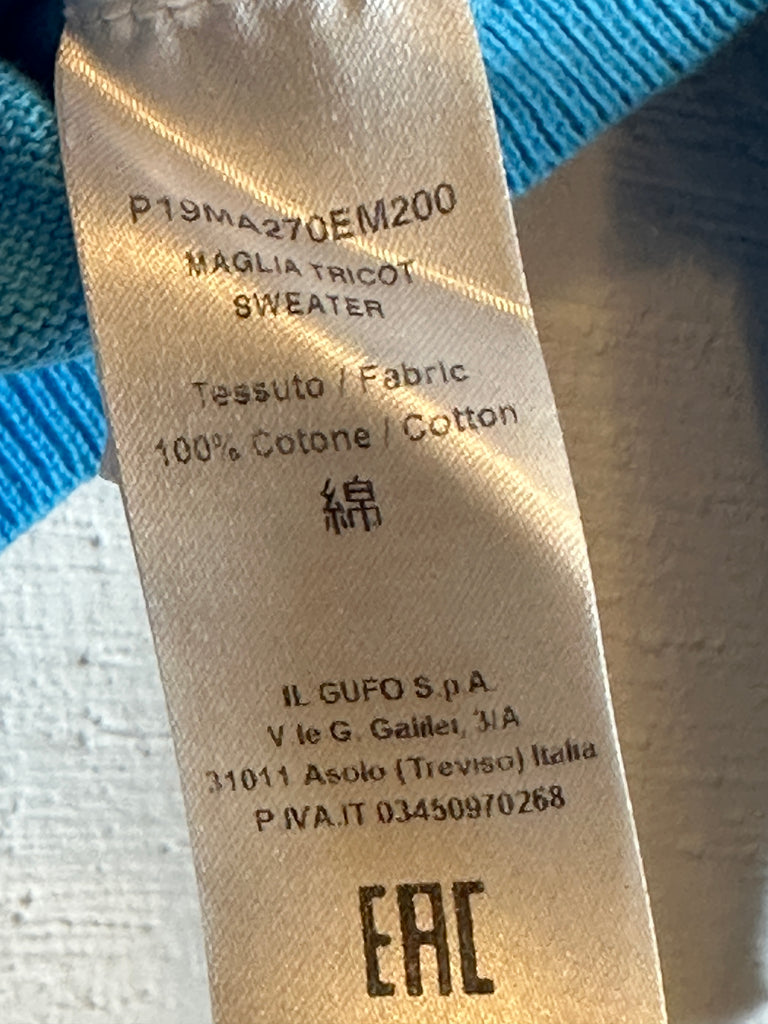 P19MA270EM200
MAGLIA TRICOT
SWEATER
Tessuto / Fabric
100% Cotone / Cotton
綿
IL GUFO S.p.A.
V.le G. Galilei, 3/A
31011 Asolo (Treviso) Italia
P.IVA.IT 03450970268
EAC